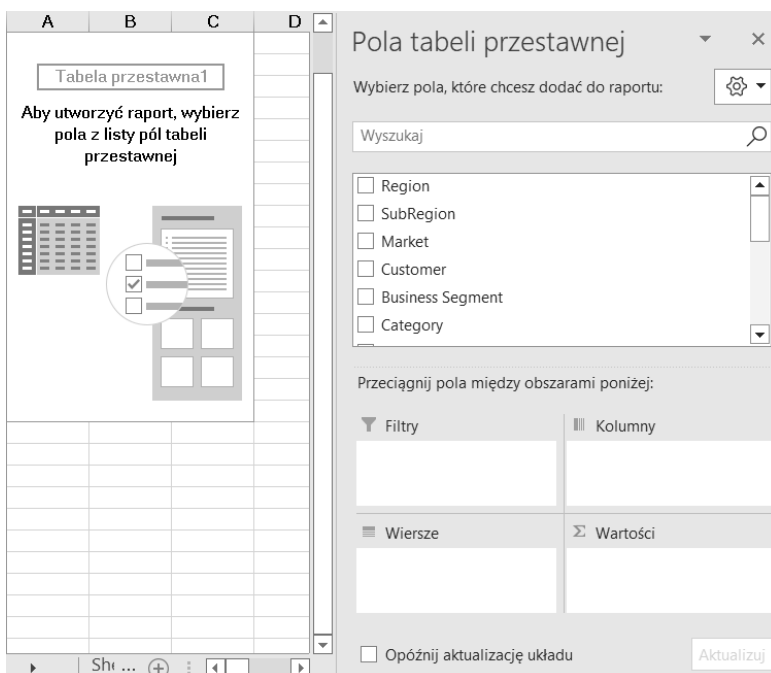 A B C D
Tabela przestawna1
Aby utworzyć raport, wybierz
pola z listy pól tabeli
przestawnej
She ...
Pola tabeli przestawnej
Wybierz pola, które chcesz dodać do raportu:
Wyszukaj
Region
SubRegion
Market
Customer
Business Segment
Category
Przeciągnij pola między obszarami poniżej:
Filtry
Kolumny
Wiersze
Σ Wartości
Opóźnij aktualizację układu
Aktualizuj